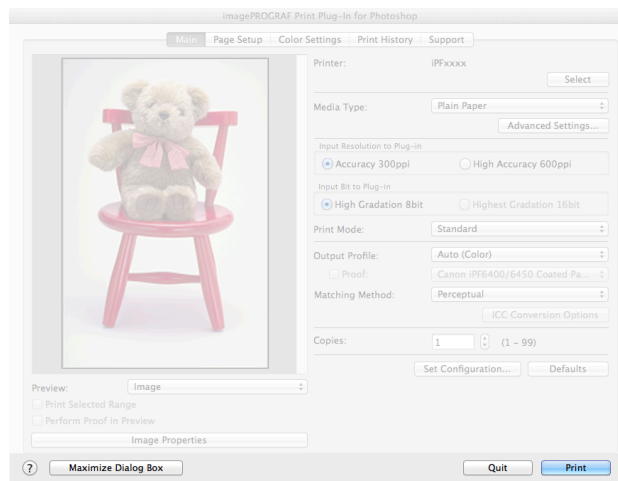 imagePROGRAF Print Plug-In for Photoshop
Main Page Setup Color Settings Print History Support
Printer: iPFxxxx
Select
Media Type: Plain Paper
Advanced Settings...
Input Resolution to Plug-in
Accuracy 300ppi High Accuracy 600ppi
Input Bit to Plug-in
High Gradation 8bit Highest Gradation 16bit
Print Mode: Standard
Output Profile: Auto (Color)
Proof: Canon iPF6400/6450 Coated Pa...
Matching Method: Perceptual
ICC Conversion Options
Copies: 1 (1 – 99)
Set Configuration... Defaults
Preview: Image
Print Selected Range
Perform Proof in Preview
Image Properties
? Maximize Dialog Box Quit Print